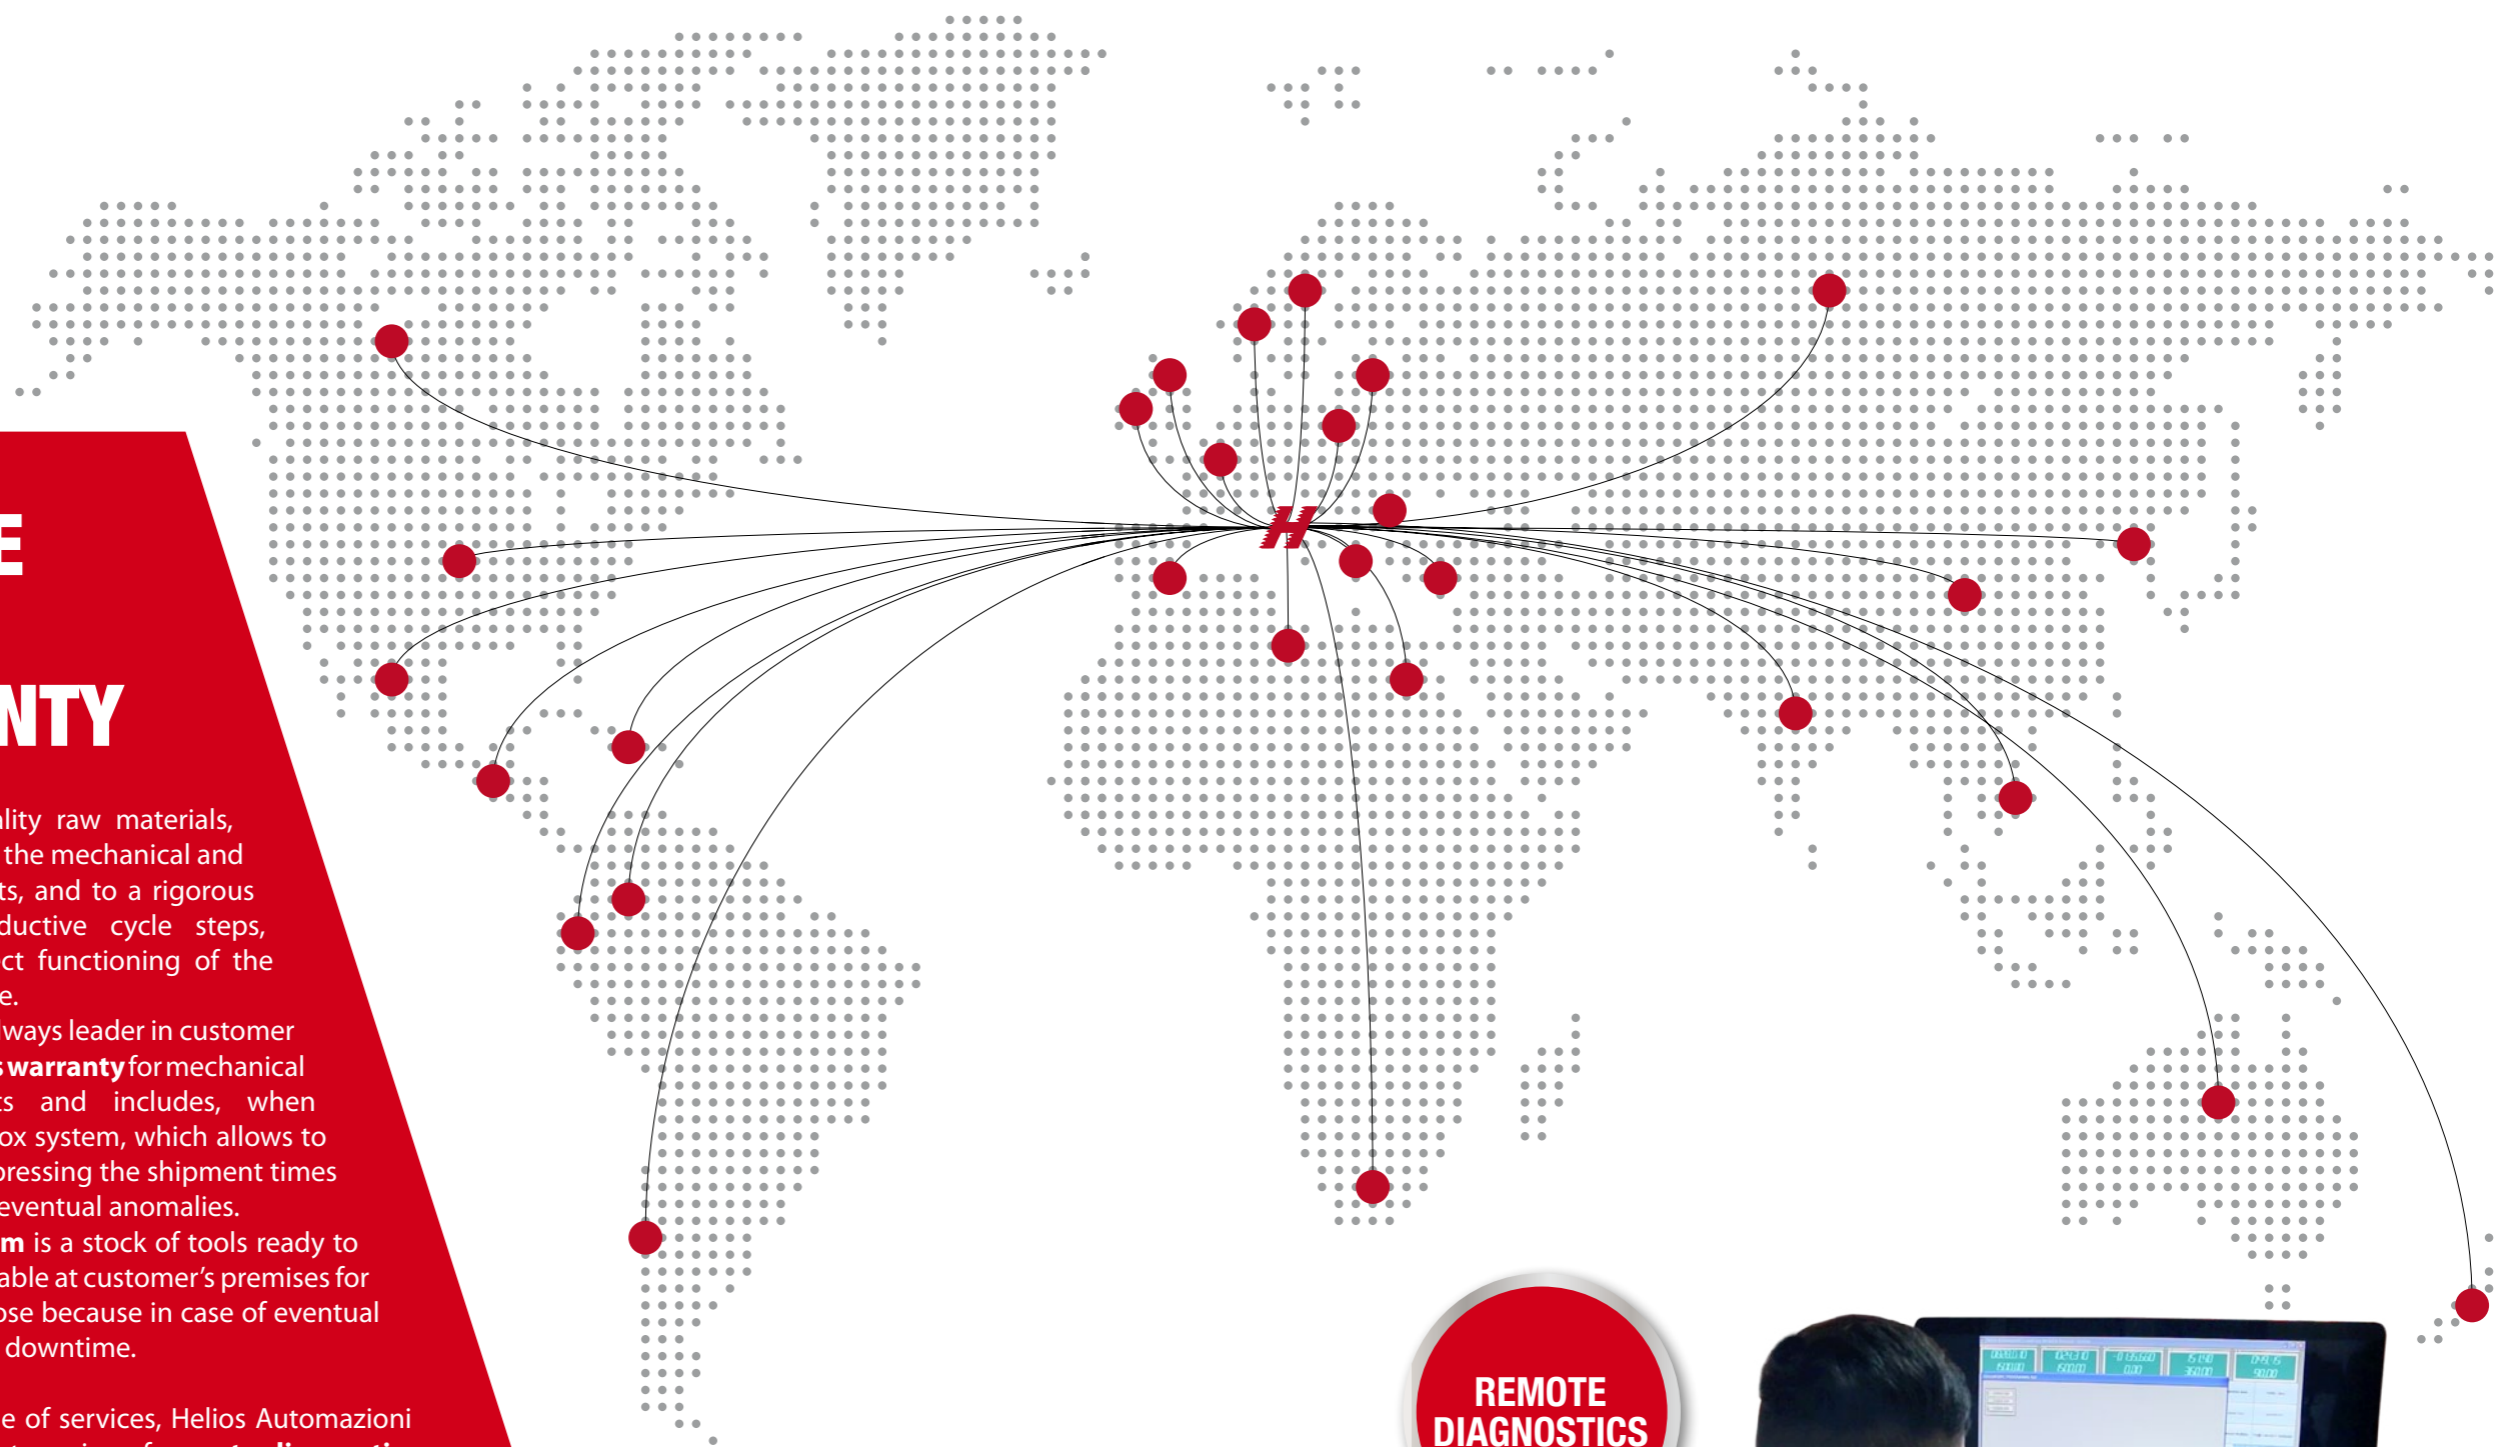 E
NTY
ality raw materials,
the mechanical and
ts, and to a rigorous
ductive cycle steps,
ect functioning of the
e.
lways leader in customer
s warranty for mechanical
ts and includes, when
ox system, which allows to
pressing the shipment times
eventual anomalies.
m is a stock of tools ready to
able at customer's premises for
ose because in case of eventual
downtime.
e of services, Helios Automazioni
H
REMOTE
DIAGNOSTICS